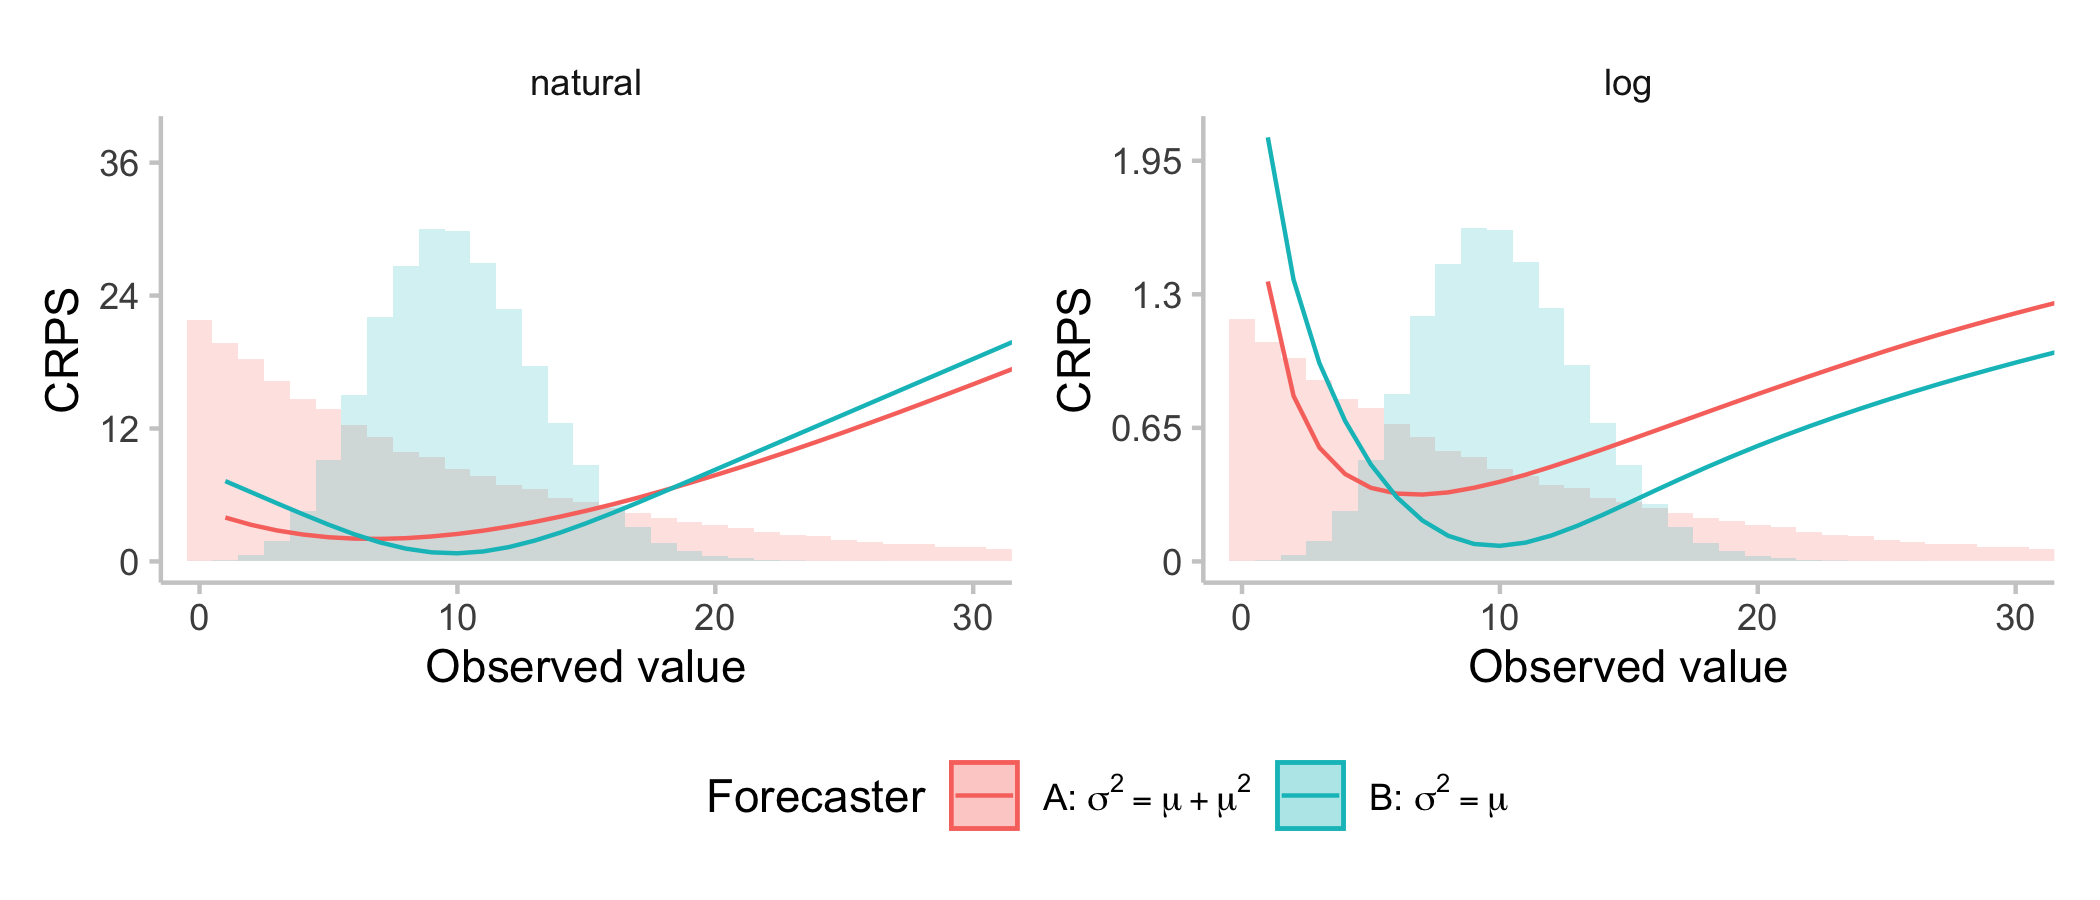 natural
log
CRPS
36
24
12
0
0 10 20 30
Observed value
CRPS
1.95
1.3
0.65
0
0 10 20 30
Observed value
Forecaster A: σ² = μ + μ² B: σ² = μ